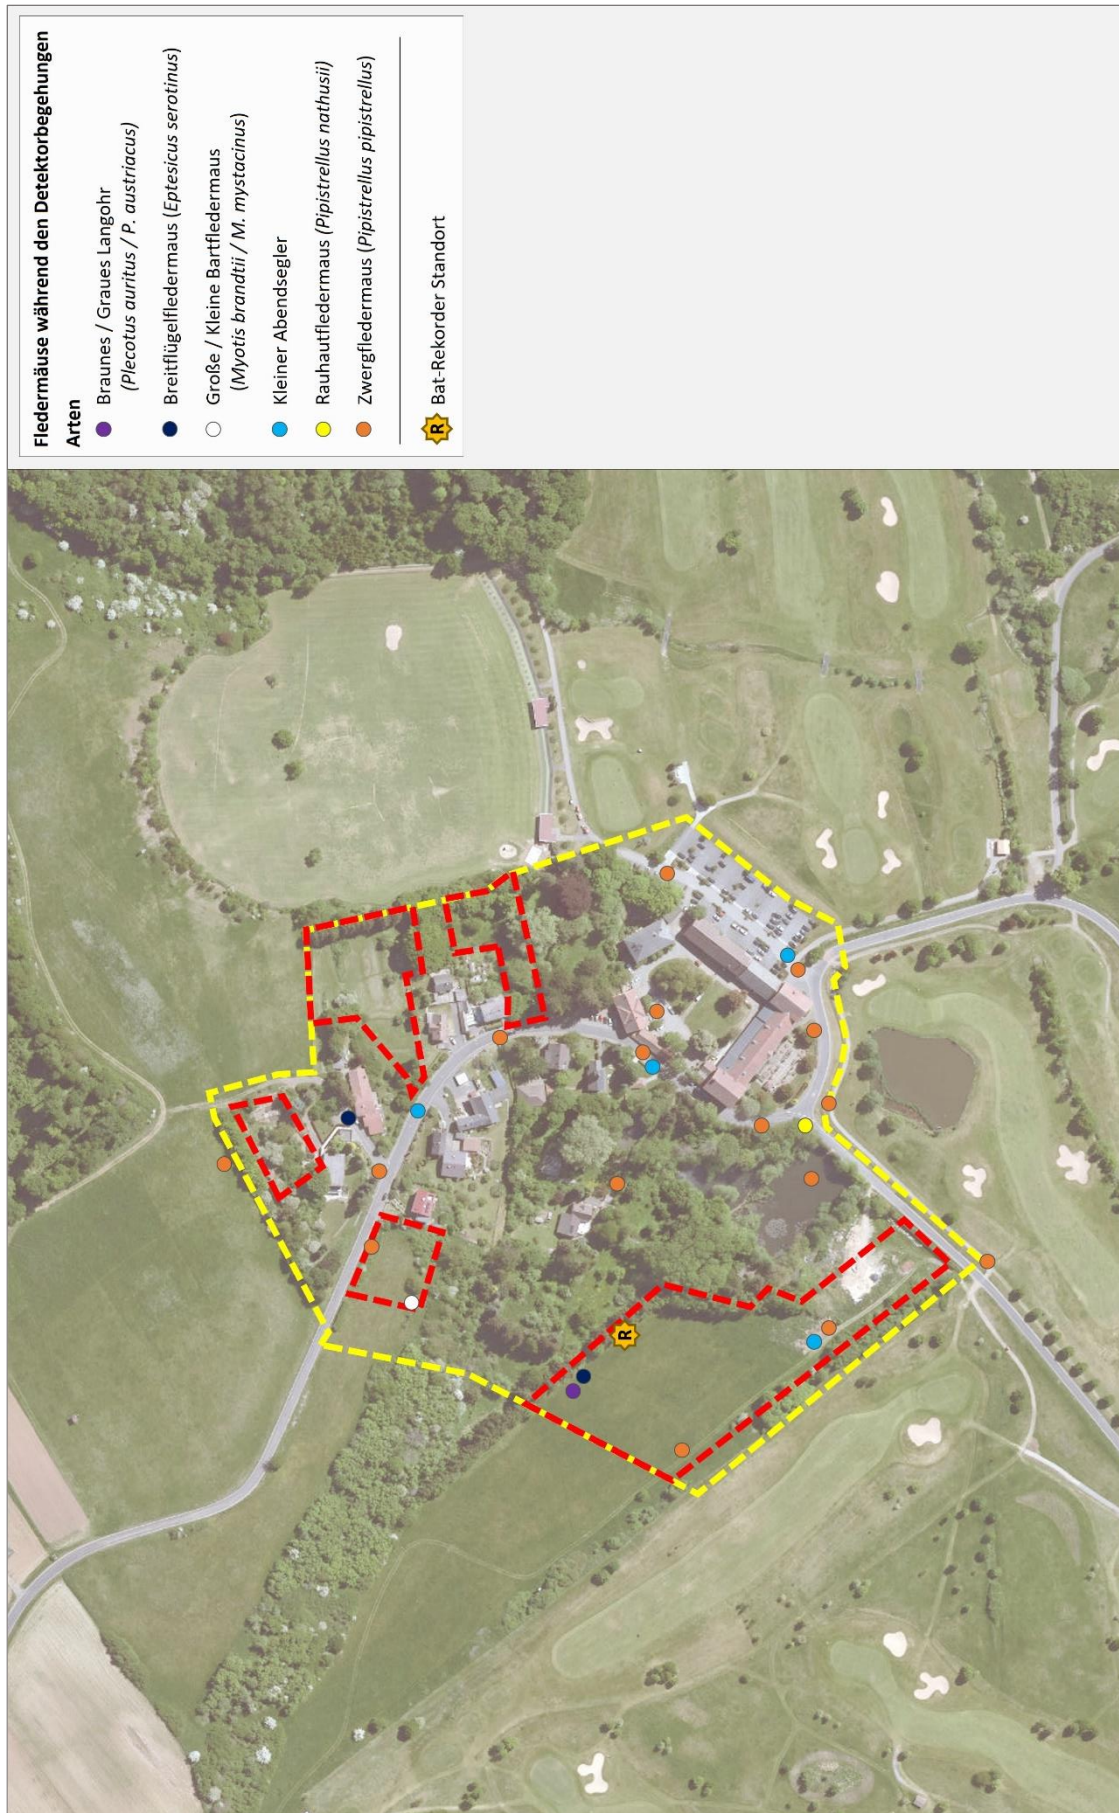 Fledermäuse während den Detektorbegehungen
Arten
Braunes / Graues Langohr
(Plecotus auritus / P. austriacus)
Breitflügelfledermaus (Eptesicus serotinus)
Große / Kleine Bartfledermaus
(Myotis brandtii / M. mystacinus)
Kleiner Abendsegler
Rauhautfledermaus (Pipistrellus nathusii)
Zwergfledermaus (Pipistrellus pipistrellus)
R Bat-Rekorder Standort
R